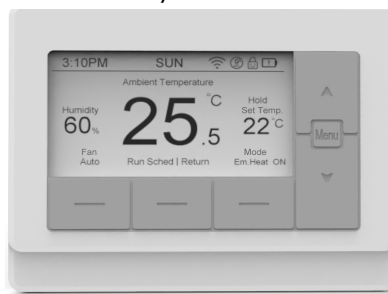 3:10PM SUN
Ambient Temperature
25.5°C
Humidity
60%
Hold
Set Temp.
22°C
Fan
Auto
Run Sched | Return
Mode
Em.Heat ON
Menu